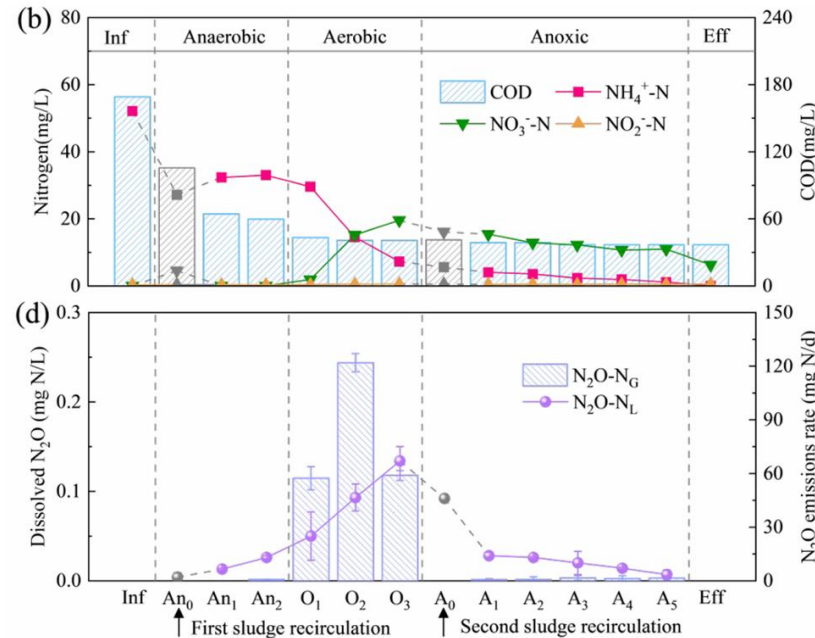 (b)
80
60
40
20
0
Nitrogen(mg/L)
Inf
Anaerobic
Aerobic
Anoxic
Eff
COD
NH₄⁺-N
NO₃⁻-N
NO₂⁻-N
240
180
120
60
0
COD(mg/L)
(d)
0.3
0.2
0.1
0.0
Dissolved N₂O (mg N/L)
N₂O-N_G
N₂O-N_L
150
120
90
60
30
0
N₂O emissions rate (mg N/d)
Inf An₀ An₁ An₂ O₁ O₂ O₃ A₀ A₁ A₂ A₃ A₄ A₅ Eff
First sludge recirculation
Second sludge recirculation